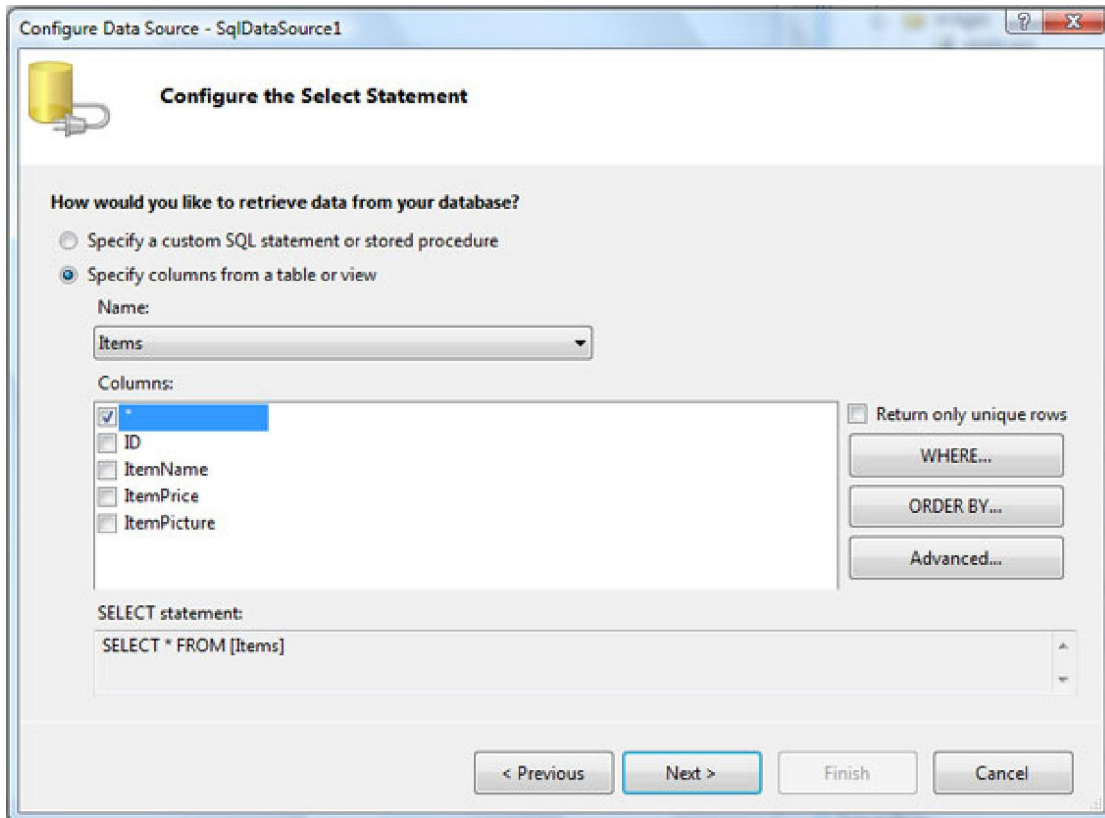 Configure Data Source - SqlDataSource1
Configure the Select Statement
How would you like to retrieve data from your database?
Specify a custom SQL statement or stored procedure
Specify columns from a table or view
Name:
Items
Columns:
*
ID
ItemName
ItemPrice
ItemPicture
Return only unique rows
WHERE...
ORDER BY...
Advanced...
SELECT statement:
SELECT * FROM [Items]
< Previous
Next >
Finish
Cancel